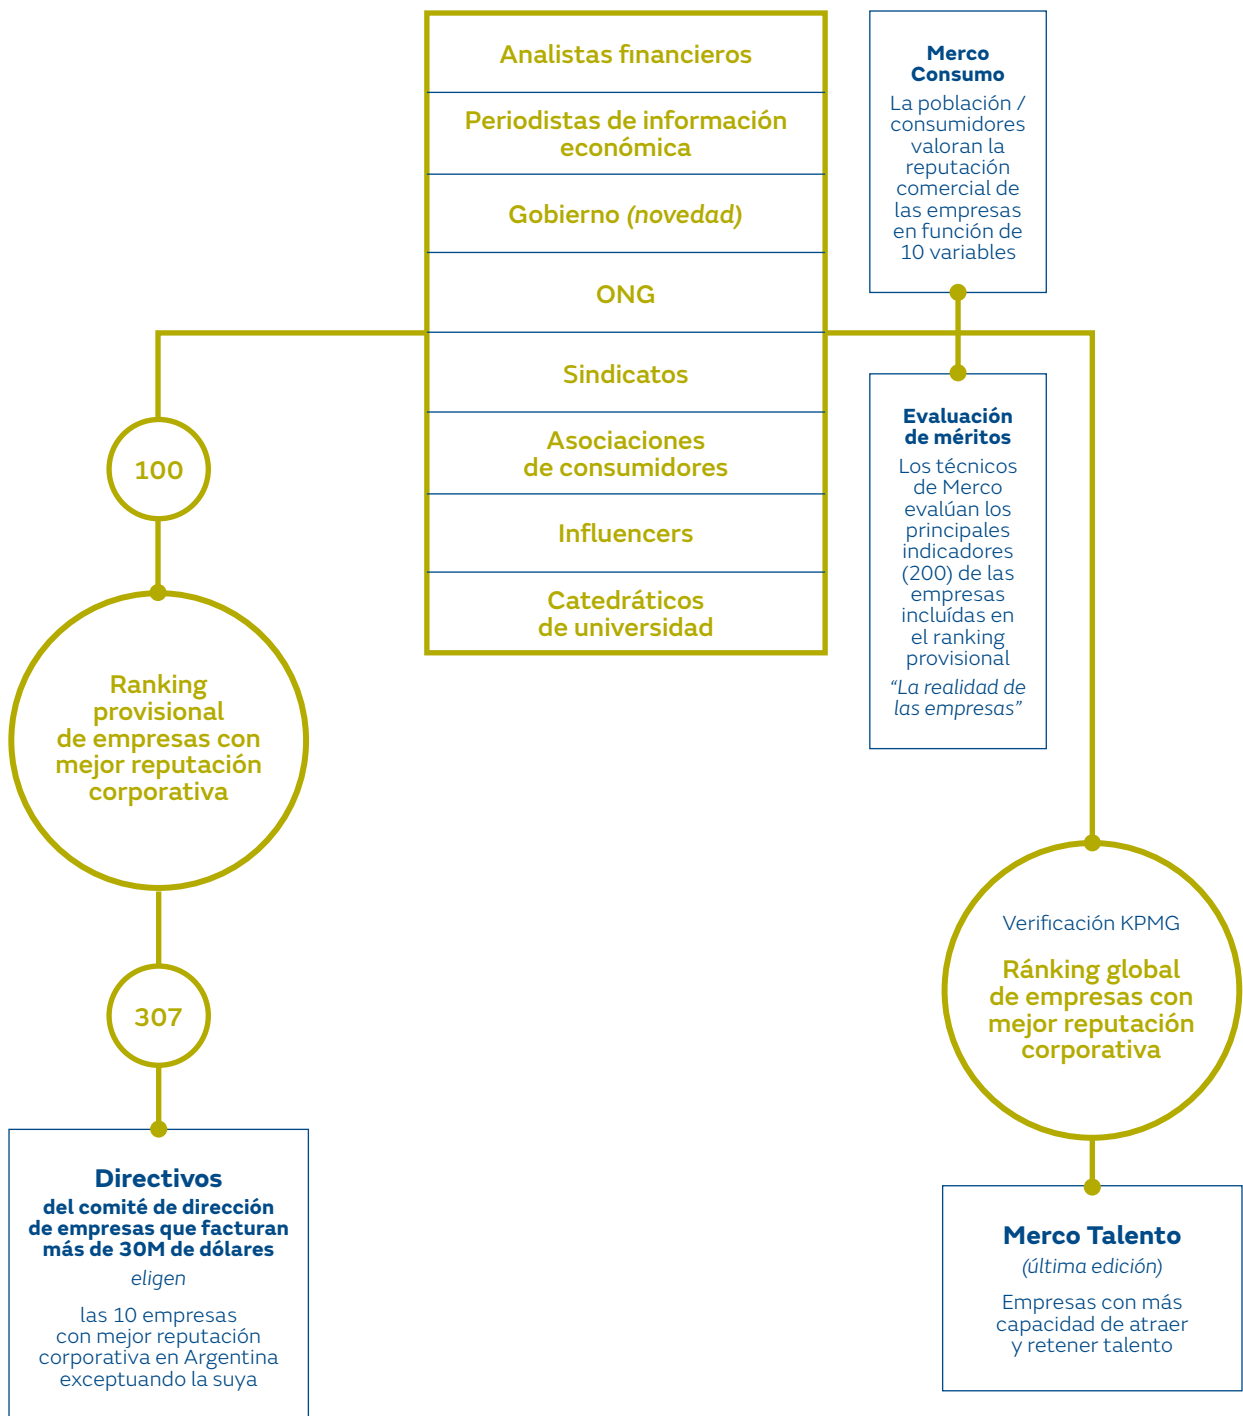 Analistas financieros
Periodistas de información
económica
Gobierno (novedad)
ONG
Sindicatos
Asociaciones
de consumidores
Influencers
Catedráticos
de universidad
Merco
Consumo
La población /
consumidores
valoran la
reputación
comercial de
las empresas
en función de
10 variables
Evaluación
de méritos
Los técnicos
de Merco
evalúan los
principales
indicadores
(200) de las
empresas
incluídas en
el ranking
provisional
“La realidad de
las empresas”
100
Ranking
provisional
de empresas con
mejor reputación
corporativa
307
Directivos
del comité de dirección
de empresas que facturan
más de 30M de dólares
eligen
las 10 empresas
con mejor reputación
corporativa en Argentina
exceptuando la suya
Verificación KPMG
Ránking global
de empresas con
mejor reputación
corporativa
Merco Talento
(última edición)
Empresas con más
capacidad de atraer
y retener talento